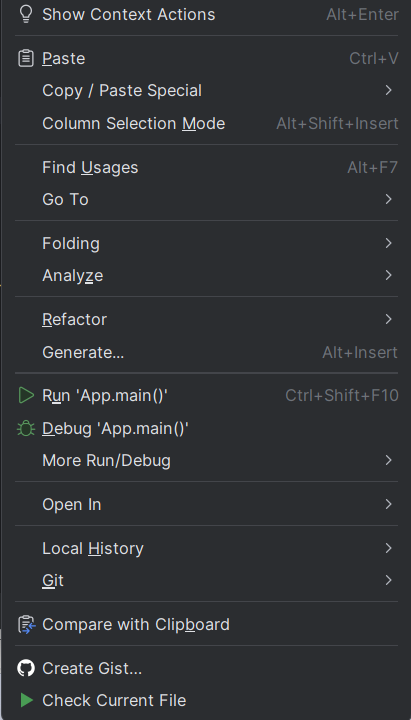 Show Context Actions Alt+Enter
Paste Ctrl+V
Copy / Paste Special
Column Selection Mode Alt+Shift+Insert
Find Usages Alt+F7
Go To
Folding
Analyze
Refactor
Generate... Alt+Insert
Run 'App.main()' Ctrl+Shift+F10
Debug 'App.main()'
More Run/Debug
Open In
Local History
Git
Compare with Clipboard
Create Gist...
Check Current File